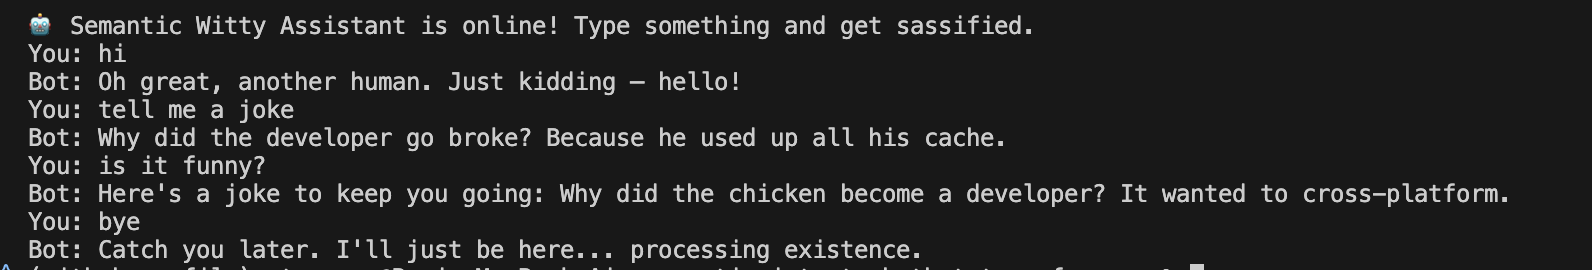 🤖 Semantic Witty Assistant is online! Type something and get sassified.
You: hi
Bot: Oh great, another human. Just kidding — hello!
You: tell me a joke
Bot: Why did the developer go broke? Because he used up all his cache.
You: is it funny?
Bot: Here's a joke to keep you going: Why did the chicken become a developer? It wanted to cross-platform.
You: bye
Bot: Catch you later. I'll just be here... processing existence.